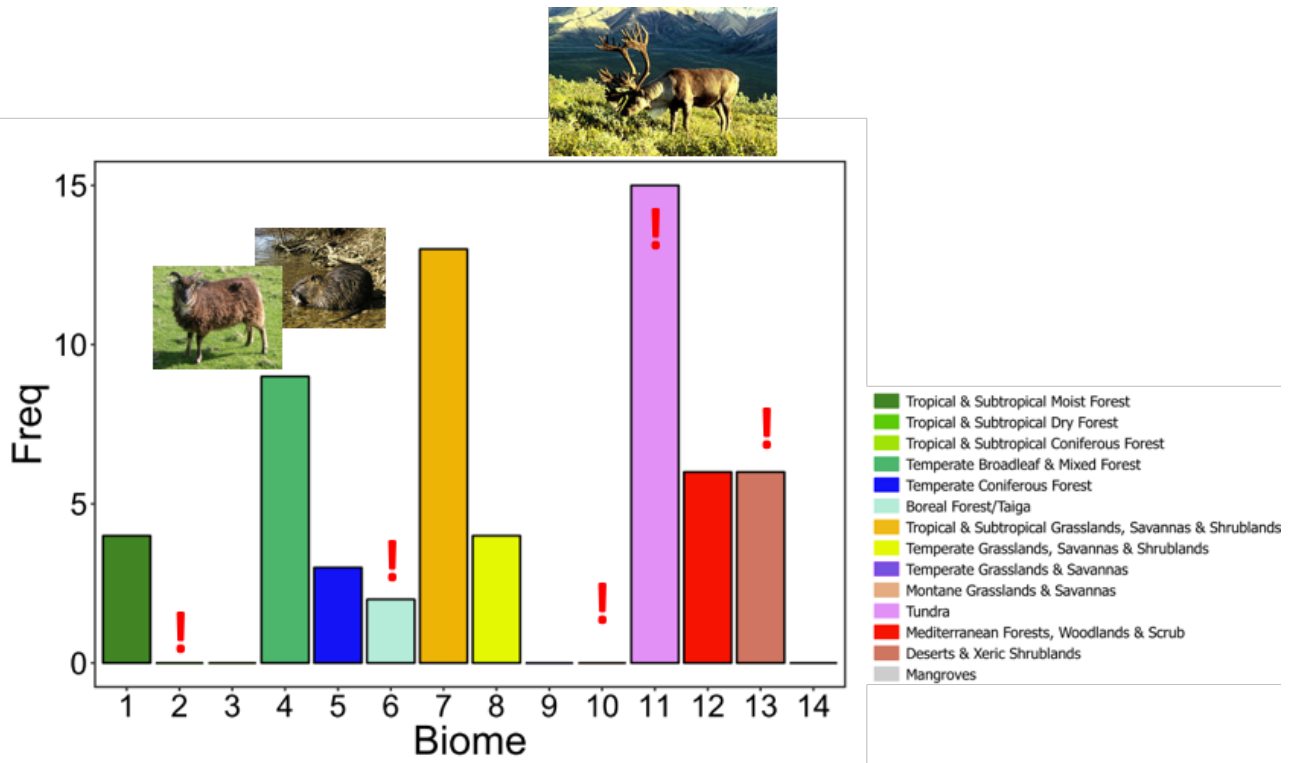 15
10
5
0
Freq
!
!
!
!
!
1 2 3 4 5 6 7 8 9 10 11 12 13 14
Biome
Tropical & Subtropical Moist Forest
Tropical & Subtropical Dry Forest
Tropical & Subtropical Coniferous Forest
Temperate Broadleaf & Mixed Forest
Temperate Coniferous Forest
Boreal Forest/Taiga
Tropical & Subtropical Grasslands, Savannas & Shrublands
Temperate Grasslands, Savannas & Shrublands
Temperate Grasslands & Savannas
Montane Grasslands & Savannas
Tundra
Mediterranean Forests, Woodlands & Scrub
Deserts & Xeric Shrublands
Mangroves